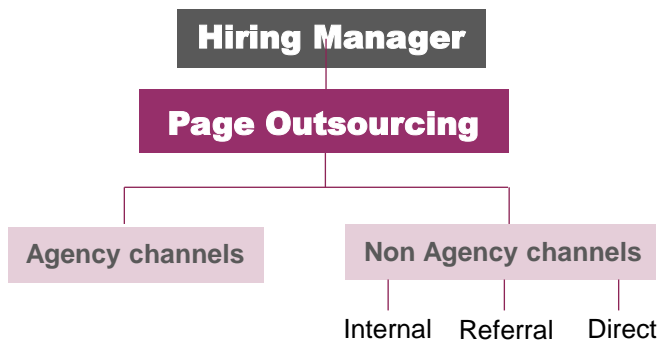 Hiring Manager
Page Outsourcing
Agency channels
Non Agency channels
Internal
Referral
Direct